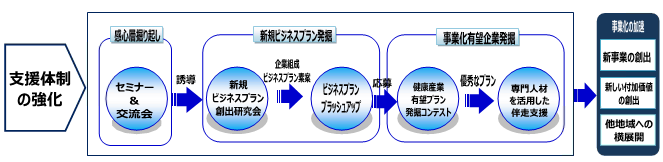 支援体制
の強化
感心層掘り起し
セミナー
&
交流会
誘導
新規ビジネスプラン発掘
新規
ビジネスプラン
創出研究会
企業組成
ビジネスプラン素案
ビジネスプラン
ブラッシュアップ
応募
事業化有望企業発掘
健康産業
有望プラン
発掘コンテスト
優秀なプラン
専門人材
を活用した
伴走支援
事業化の加速
新事業の創出
新しい付加価値
の創出
他地域への
横展開